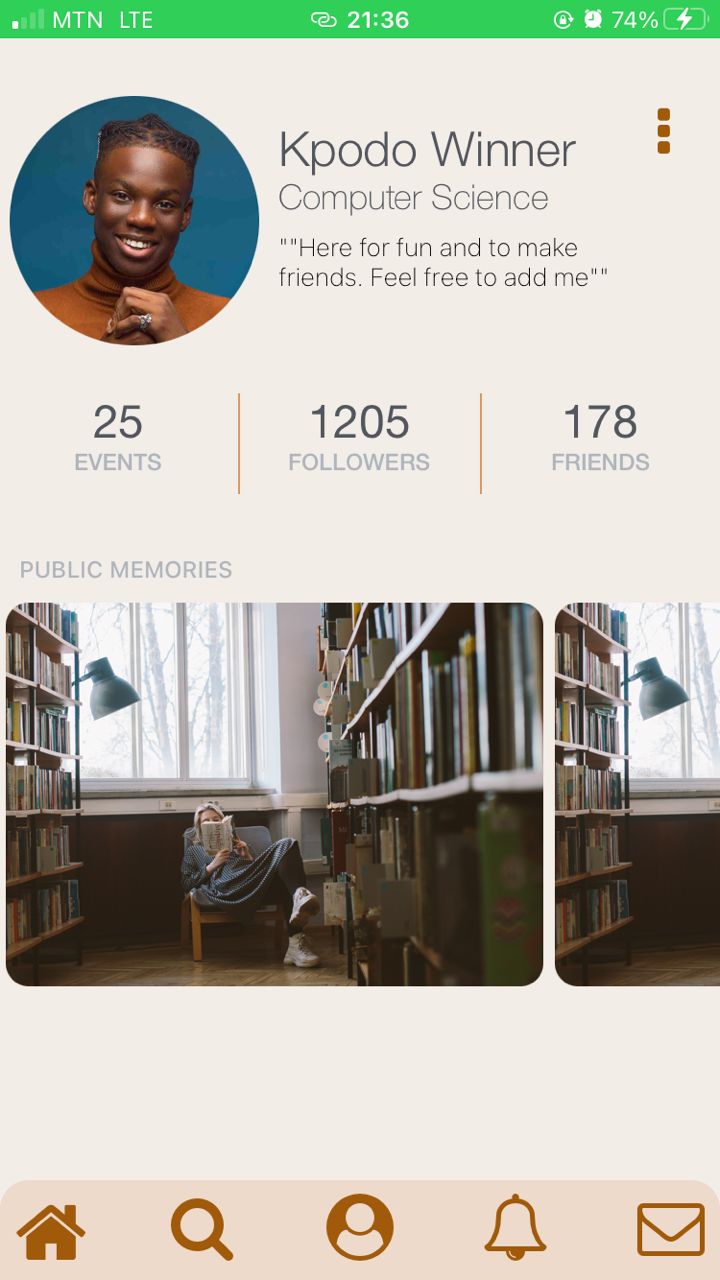 MTN LTE 21:36 74%
Kpodo Winner
Computer Science
""Here for fun and to make
friends. Feel free to add me""
25 1205 178
EVENTS FOLLOWERS FRIENDS
PUBLIC MEMORIES